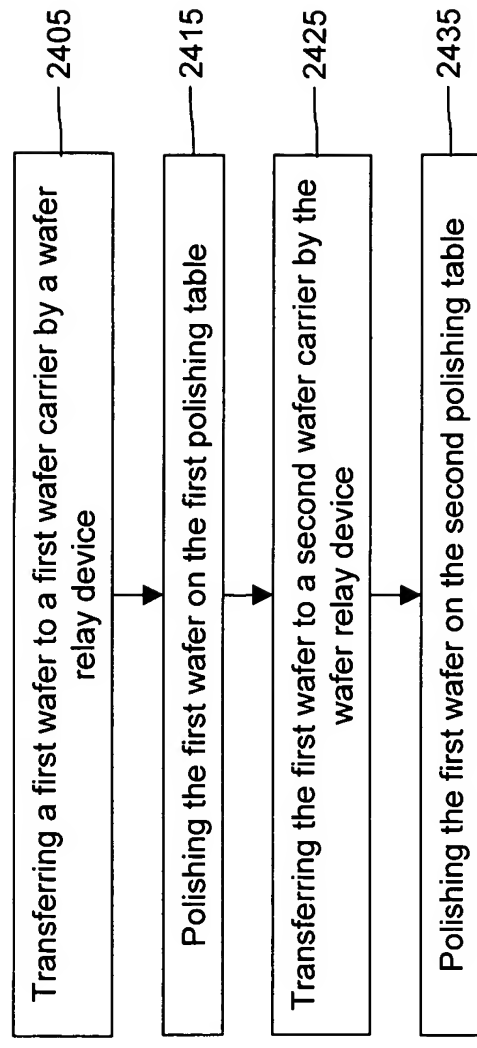 Transferring a first wafer to a first wafer carrier by a wafer
relay device
2405
Polishing the first wafer on the first polishing table
2415
Transferring the first wafer to a second wafer carrier by the
wafer relay device
2425
Polishing the first wafer on the second polishing table
2435